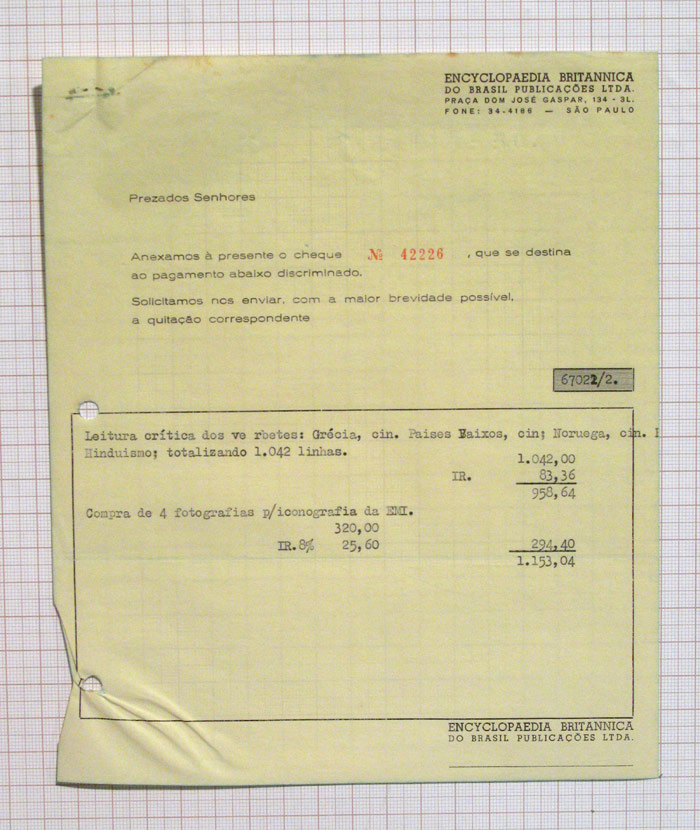 ENCYCLOPAEDIA BRITANNICA
DO BRASIL PUBLICAÇÕES LTDA.
PRAÇA DOM JOSÉ GASPAR, 134 - 3L.
FONE: 34-4166 — SÃO PAULO
Prezados Senhores
Anexamos à presente o cheque Nº 42226 , que se destina
ao pagamento abaixo discriminado.
Solicitamos nos enviar, com a maior brevidade possível,
a quitação correspondente
67022/2.
Leitura crítica dos ve rbetes: Grécia, cin. Paises Baixos, cin; Noruega, cin.
Hinduismo; totalizando 1.042 linhas.
1.042,00
IR. 83,36
958,64
Compra de 4 fotografias p/iconografia da EMI.
320,00
IR.8% 25,60 294,40
1.153,04
ENCYCLOPAEDIA BRITANNICA
DO BRASIL PUBLICAÇÕES LTDA.